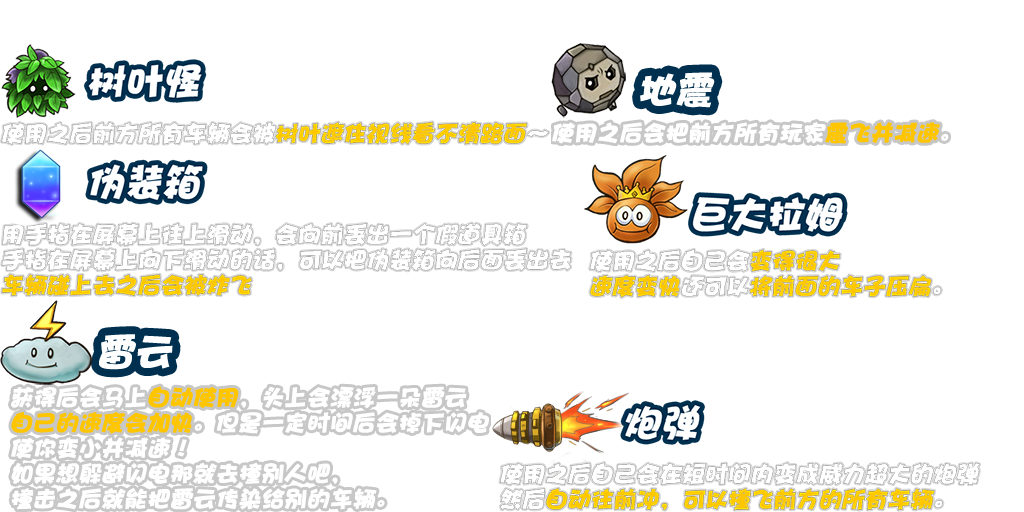 树叶怪
使用之后前方所有车辆会被树叶遮住视线看不清路面~
地震
使用之后会把前方所有玩家震飞并减速。
伪装箱
用手指在屏幕上往上滑动，会向前丢出一个假道具箱
手指在屏幕上向下滑动的话，可以把伪装箱向后面丢出去
车辆碰上去之后会被炸飞
巨大拉姆
使用之后自己会变得很大
速度变快还可以将前面的车子压扁。
雷云
获得后会马上自动使用，头上会漂浮一朵雷云
自己的速度会加快。但是一定时间后会掉下闪电
使你变小并减速！
如果想躲避闪电那就去撞别人吧，
撞击之后就能把雷云传染给别的车辆。
炮弹
使用之后自己会在短时间内变成威力超大的炮弹
然后自动往前冲，可以撞飞前方的所有车辆。